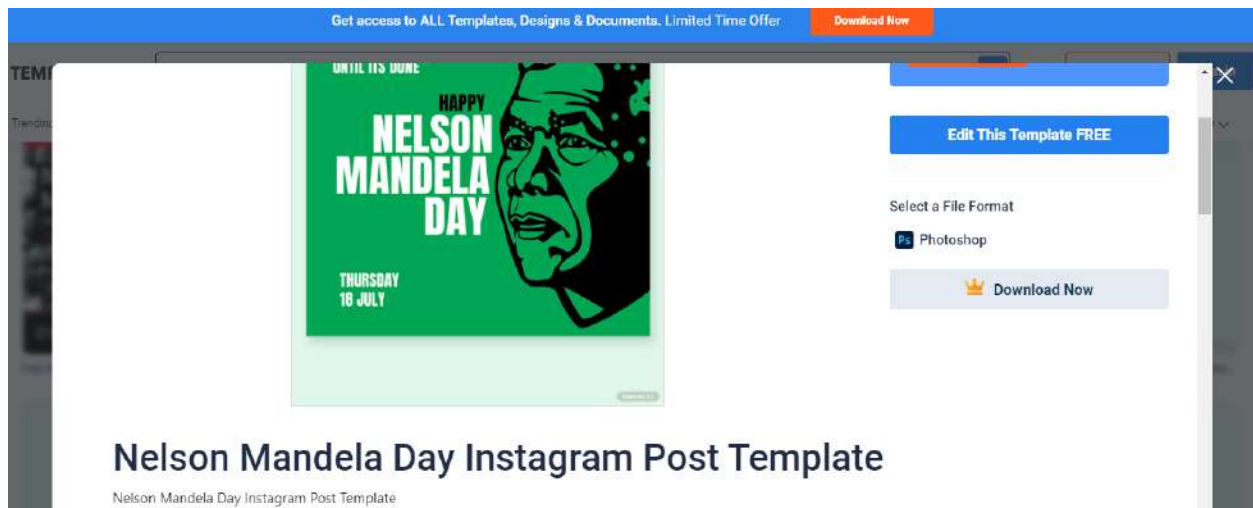 Get access to ALL Templates, Designs & Documents. Limited Time Offer Download Now
UNTIL ITS DONE
HAPPY
NELSON
MANDELA
DAY
THURSDAY
18 JULY
Edit This Template FREE
Select a File Format
Ps Photoshop
Download Now
Nelson Mandela Day Instagram Post Template
Nelson Mandela Day Instagram Post Template